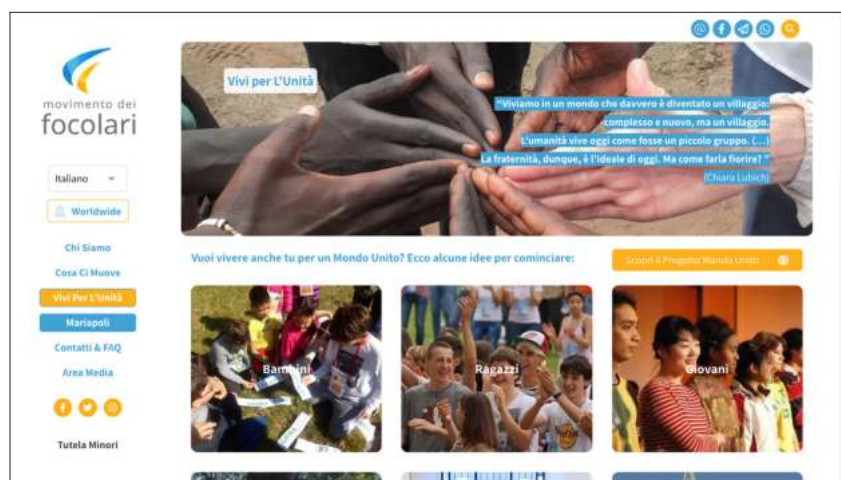 movimento dei
focolari
Italiano
Worldwide
Chi Siamo
Cosa Ci Muove
Vivi Per L'Unità
Mariapoli
Contatti & FAQ
Area Media
Tutela Minori
Vivi per L'Unità
"Viviamo in un mondo che davvero è diventato un villaggio:
complesso e nuovo, ma un villaggio.
L'umanità vive oggi come fosse un piccolo gruppo. (...)
La fraternità, dunque, è l'ideale di oggi. Ma come farla fiorire? "
(Chiara Lubich)
Vuoi vivere anche tu per un Mondo Unito? Ecco alcune idee per cominciare:
Scopri il Progetto Mondo Unito
Bambini
Ragazzi
Giovani